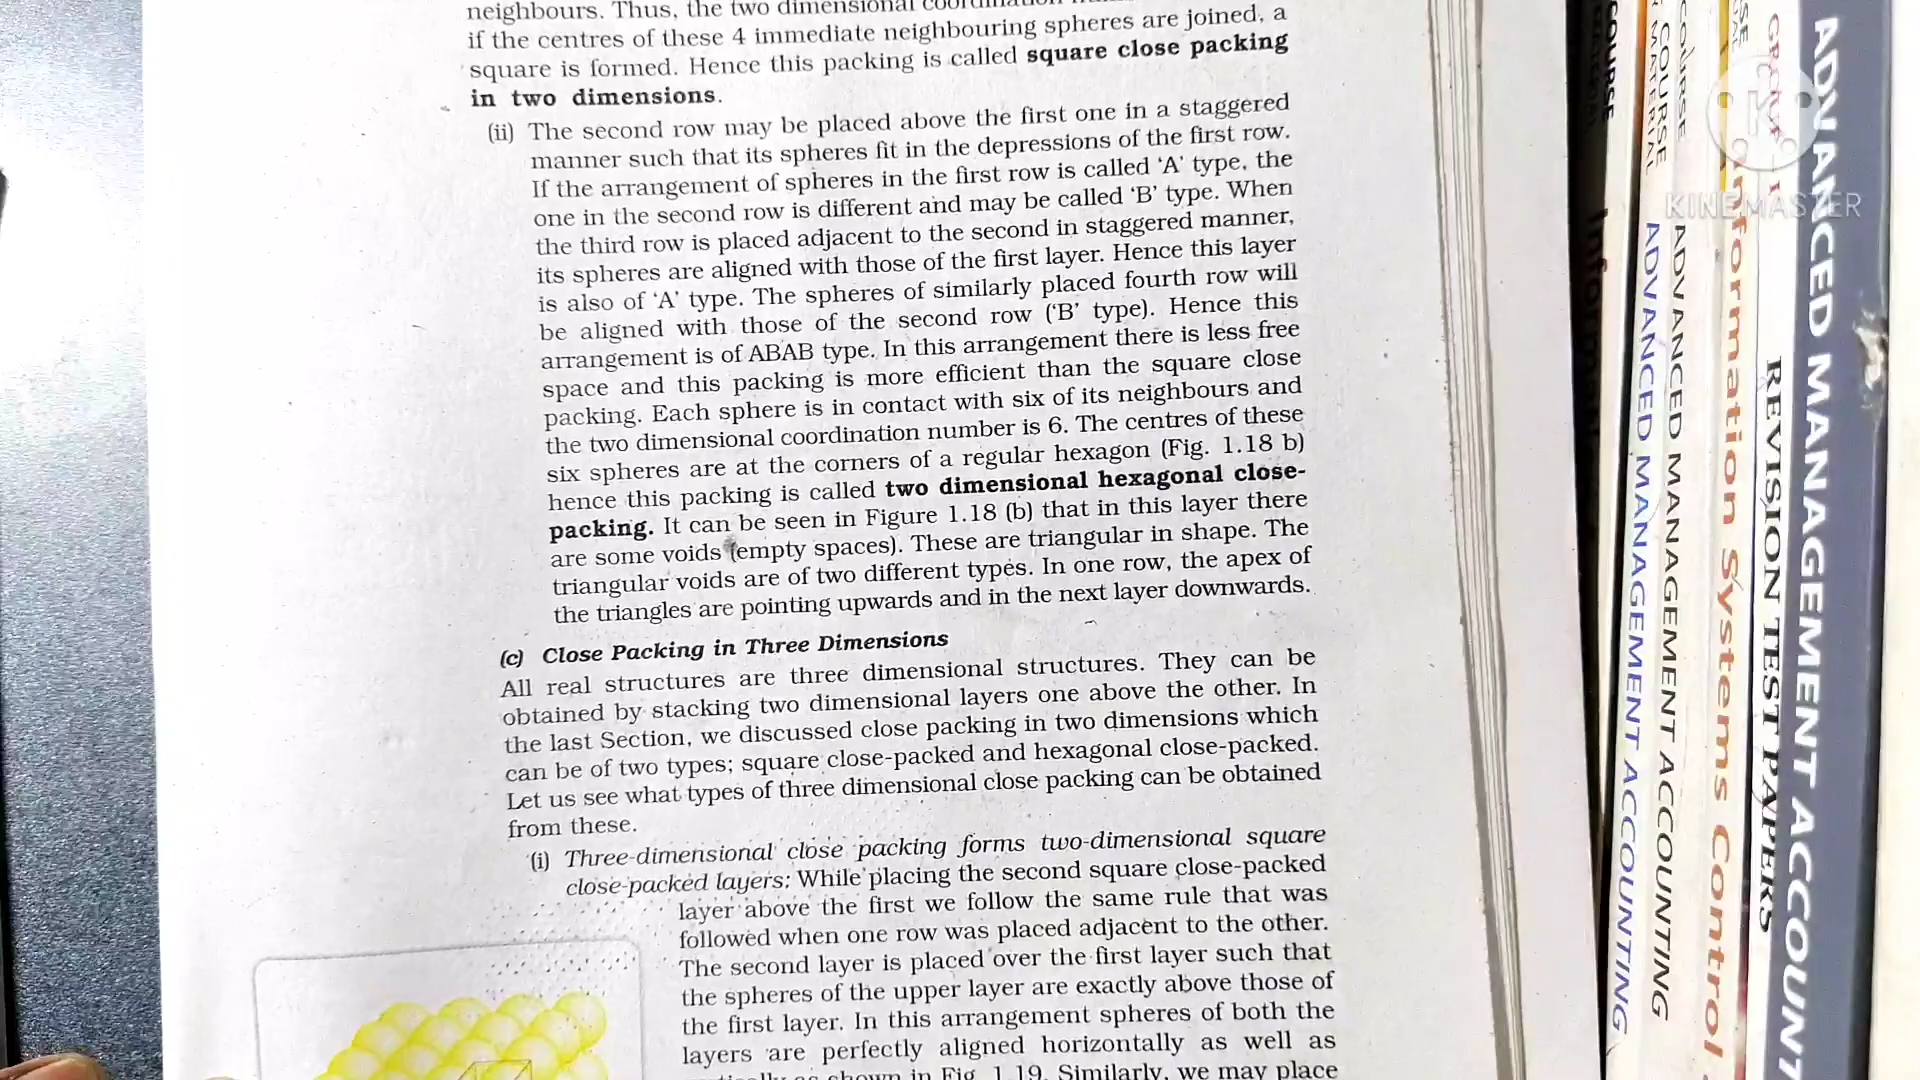 neighbours. Thus, the two dimensional
if the centres of these 4 immediate neighbouring spheres are joined, a
square is formed. Hence this packing is called square close packing
in two dimensions.
(ii) The second row may be placed above the first one in a staggered
manner such that its spheres fit in the depressions of the first row.
If the arrangement of spheres in the first row is called 'A' type, the
one in the second row is different and may be called 'B' type. When
the third row is placed adjacent to the second in staggered manner,
its spheres are aligned with those of the first layer. Hence this layer
is also of 'A' type. The spheres of similarly placed fourth row will
be aligned with those of the second row ('B' type). Hence this
arrangement is of ABAB type. In this arrangement there is less free
space and this packing is more efficient than the square close
packing. Each sphere is in contact with six of its neighbours and
the two dimensional coordination number is 6. The centres of these
six spheres are at the corners of a regular hexagon (Fig. 1.18 b)
hence this packing is called two dimensional hexagonal close-
packing. It can be seen in Figure 1.18 (b) that in this layer there
are some voids (empty spaces). These are triangular in shape. The
triangular voids are of two different types. In one row, the apex of
the triangles are pointing upwards and in the next layer downwards.
(c) Close Packing in Three Dimensions
All real structures are three dimensional structures. They can be
obtained by stacking two dimensional layers one above the other. In
the last Section, we discussed close packing in two dimensions which
can be of two types; square close-packed and hexagonal close-packed.
Let us see what types of three dimensional close packing can be obtained
from these.
(i) Three-dimensional close packing forms two-dimensional square
close-packed layers: While placing the second square close-packed
layer above the first we follow the same rule that was
followed when one row was placed adjacent to the other.
The second layer is placed over the first layer such that
the spheres of the upper layer are exactly above those of
the first layer. In this arrangement spheres of both the
layers are perfectly aligned horizontally as well as
shown in Fig. 1.19. Similarly, we may place
COURSE
COURSE
MATERIAL
COURSE
ADVANCED MANAGEMENT ACCOUNTING
ADVANCED MANAGEMENT ACCOUNTING
Information Systems Control
REVISION TEST PAPERS
ADVANCED MANAGEMENT ACCOUNT
K
KINEMASTER